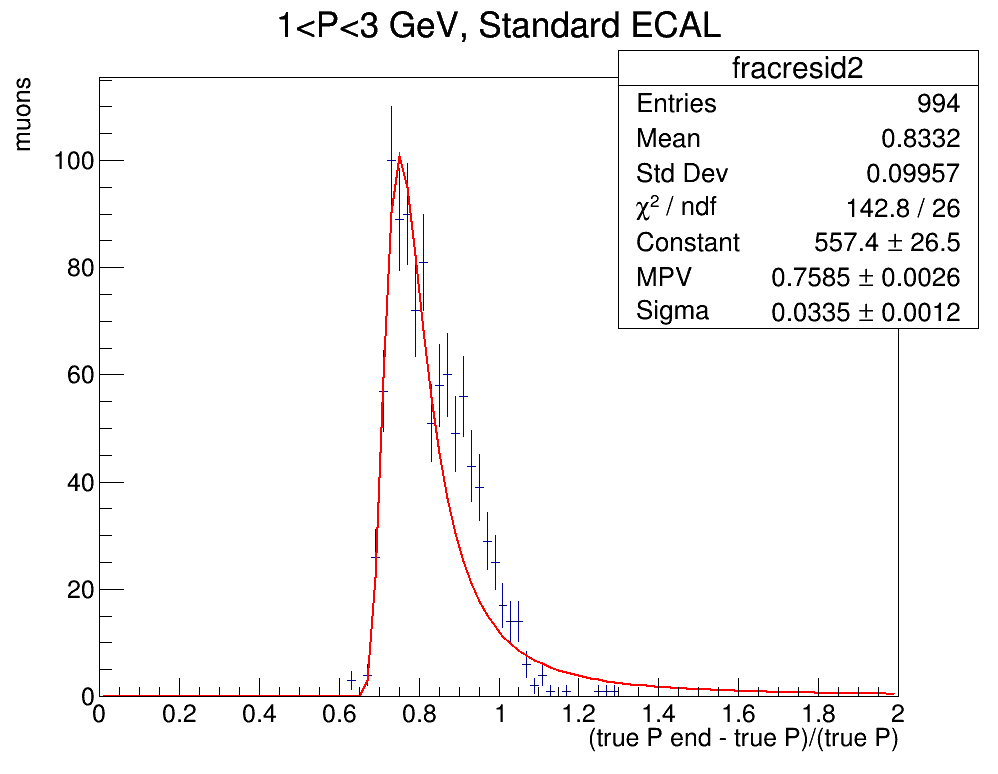 1<P<3 GeV, Standard ECAL
muons
fracresid2
Entries 994
Mean 0.8332
Std Dev 0.09957
χ² / ndf 142.8 / 26
Constant 557.4 ± 26.5
MPV 0.7585 ± 0.0026
Sigma 0.0335 ± 0.0012
100
80
60
40
20
0
0 0.2 0.4 0.6 0.8 1 1.2 1.4 1.6 1.8 2
(true P end - true P)/(true P)